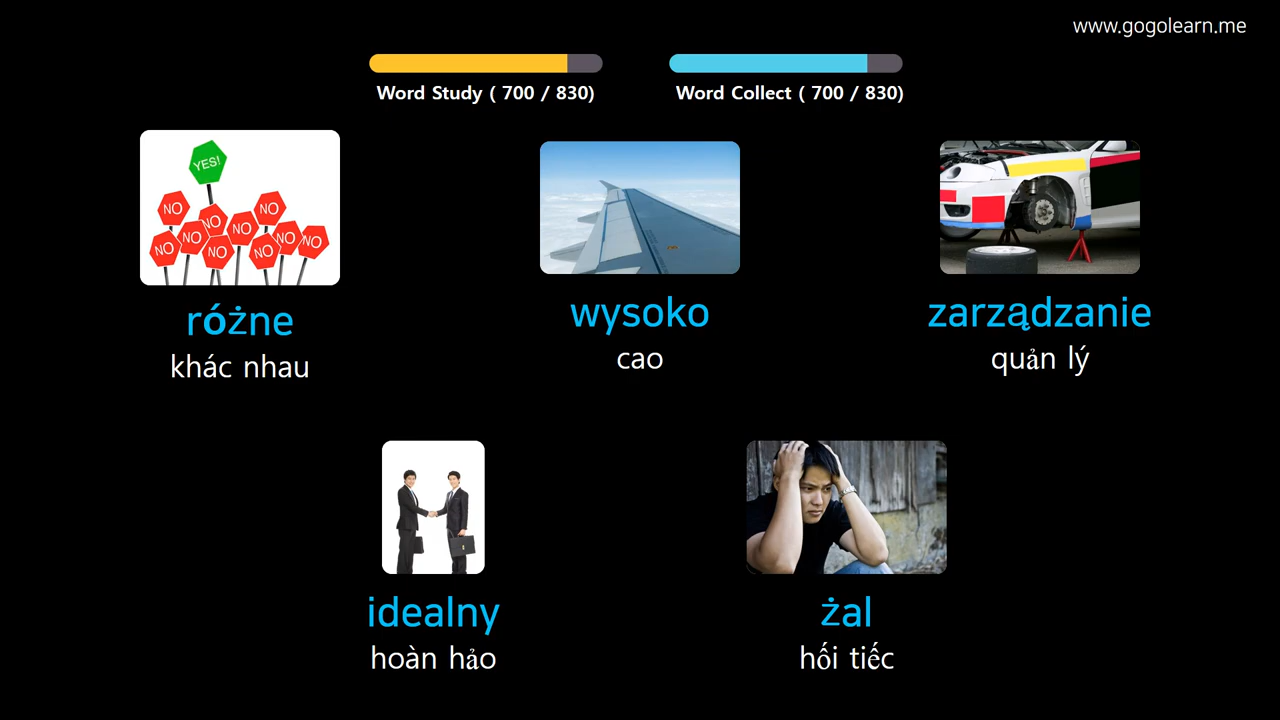 www.gogolearn.me
Word Study ( 700 / 830)
Word Collect ( 700 / 830)
YES!
NO
NO
NO
NO
NO
NO
NO
NO
NO
NO
różne
khác nhau
wysoko
cao
zarządzanie
quản lý
idealny
hoàn hảo
żal
hối tiếc